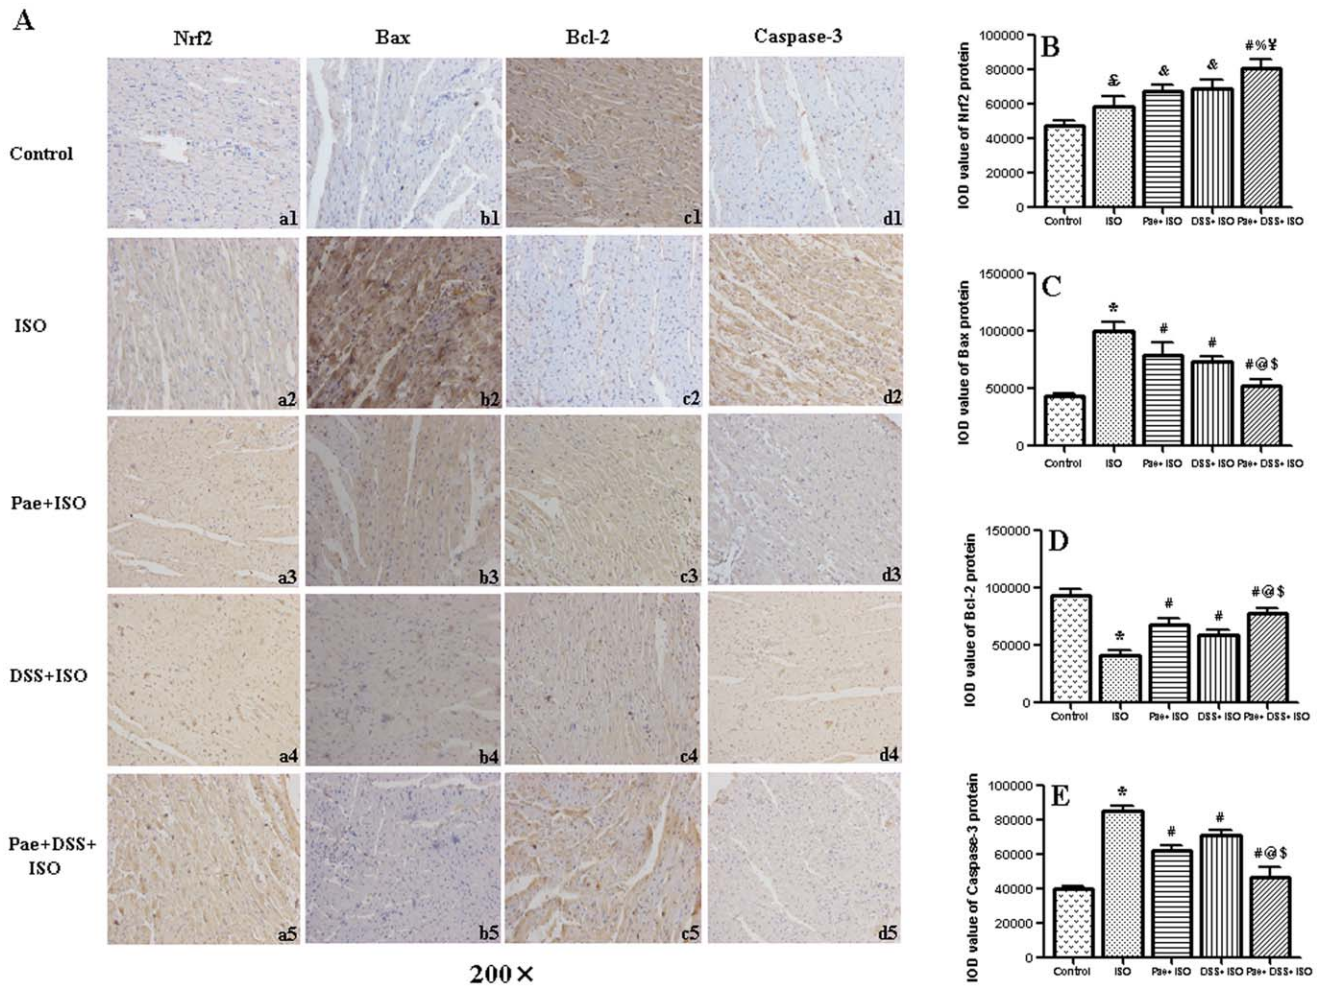 A
Nrf2 Bax Bcl-2 Caspase-3
Control
a1 b1 c1 d1
ISO
a2 b2 c2 d2
Pae+ISO
a3 b3 c3 d3
DSS+ISO
a4 b4 c4 d4
Pae+DSS+
ISO
a5 b5 c5 d5
200×
B
IOD value of Nrf2 protein
100000
80000
60000
40000
20000
0
£ & & #%¥
Control ISO Pae+ ISO DSS+ ISO Pae+ DSS+ ISO
C
IOD value of Bax protein
150000
100000
50000
0
* # # #@$
Control ISO Pae+ ISO DSS+ ISO Pae+ DSS+ ISO
D
IOD value of Bcl-2 protein
150000
100000
50000
0
* # # #@$
Control ISO Pae+ ISO DSS+ ISO Pae+ DSS+ ISO
E
IOD value of Caspase-3 protein
100000
80000
60000
40000
20000
0
* # # #@$
Control ISO Pae+ ISO DSS+ ISO Pae+ DSS+ ISO